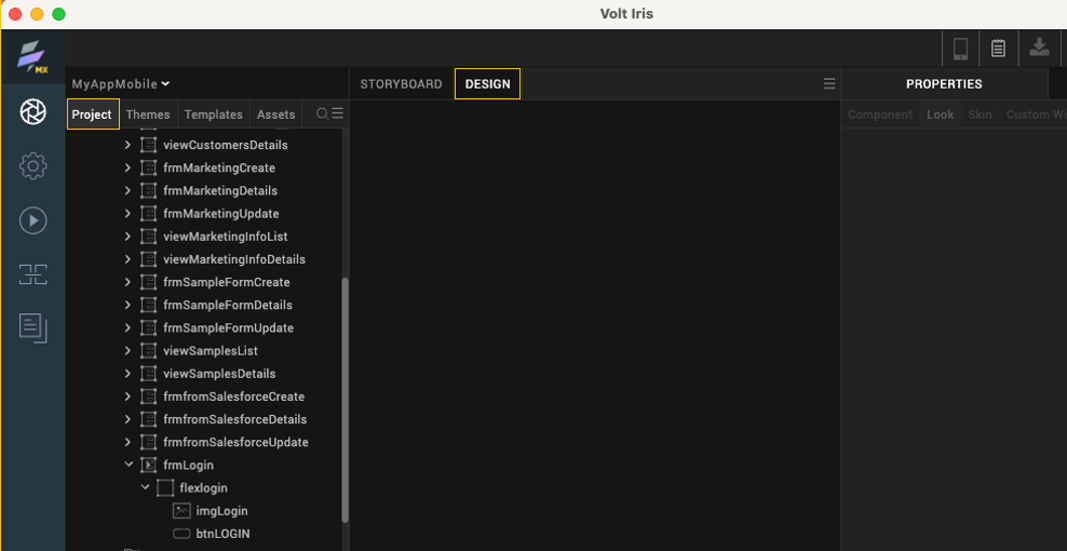 Volt Iris
MX
MyAppMobile
STORYBOARD
DESIGN
PROPERTIES
Project
Themes
Templates
Assets
Component
Look
Skin
Custom Wi
viewCustomersDetails
frmMarketingCreate
frmMarketingDetails
frmMarketingUpdate
viewMarketingInfoList
viewMarketingInfoDetails
frmSampleFormCreate
frmSampleFormDetails
frmSampleFormUpdate
viewSamplesList
viewSamplesDetails
frmfromSalesforceCreate
frmfromSalesforceDetails
frmfromSalesforceUpdate
frmLogin
flexlogin
imgLogin
btnLOGIN